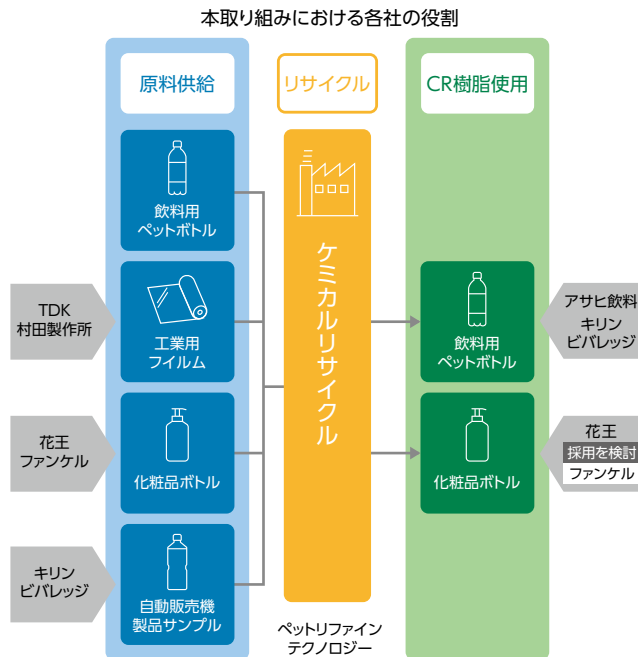 本取り組みにおける各社の役割
原料供給
リサイクル
CR樹脂使用
飲料用
ペットボトル
TDK
村田製作所
工業用
フイルム
花王
ファンケル
化粧品ボトル
キリン
ビバレッジ
自動販売機
製品サンプル
ケミカルリサイクル
ペットリファイン
テクノロジー
飲料用
ペットボトル
アサヒ飲料
キリン
ビバレッジ
化粧品ボトル
花王
採用を検討
ファンケル